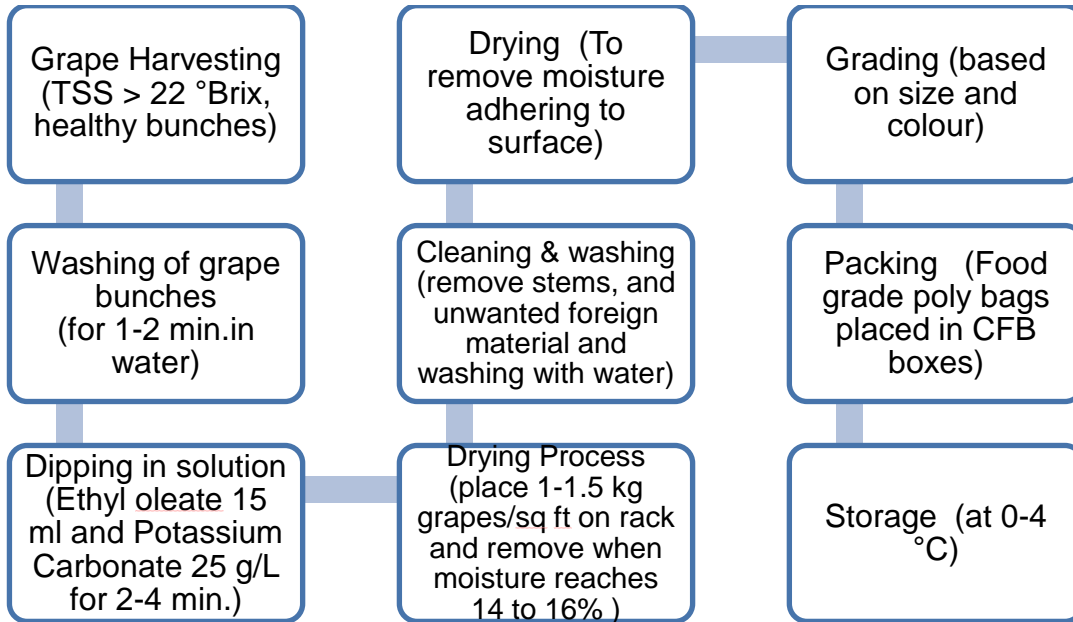 Grape Harvesting
(TSS > 22 °Brix,
healthy bunches)
Washing of grape
bunches
(for 1-2 min.in
water)
Dipping in solution
(Ethyl oleate 15
ml and Potassium
Carbonate 25 g/L
for 2-4 min.)
Drying Process
(place 1-1.5 kg
grapes/sq ft on rack
and remove when
moisture reaches
14 to 16% )
Cleaning & washing
(remove stems, and
unwanted foreign
material and
washing with water)
Drying (To
remove moisture
adhering to
surface)
Grading (based
on size and
colour)
Packing (Food
grade poly bags
placed in CFB
boxes)
Storage (at 0-4
°C)